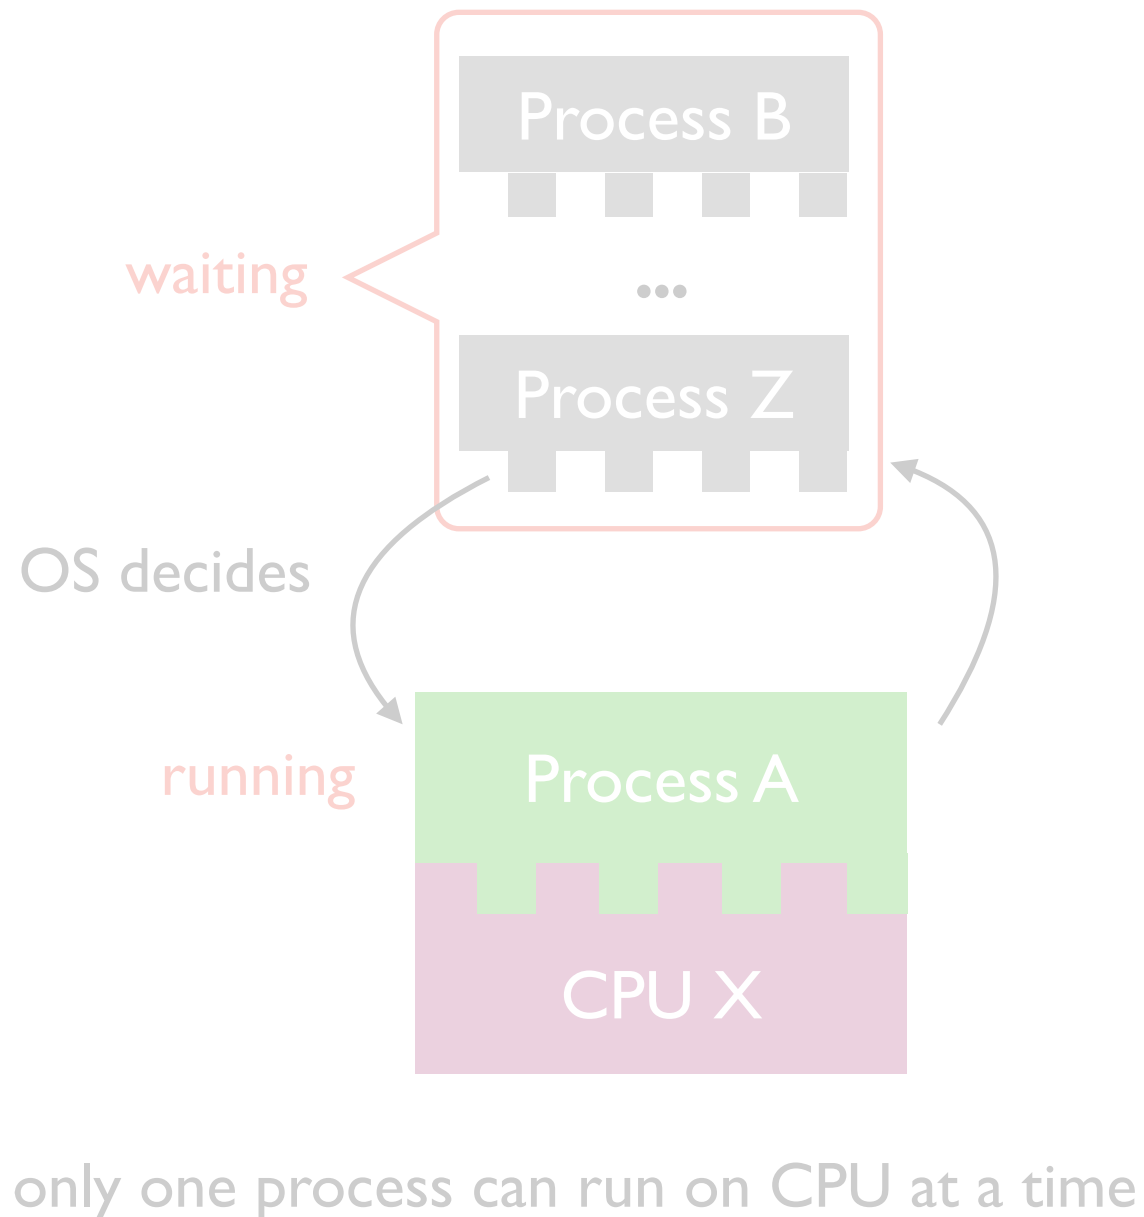 Process B
waiting
...
Process Z
OS decides
running
Process A
CPU X
only one process can run on CPU at a time